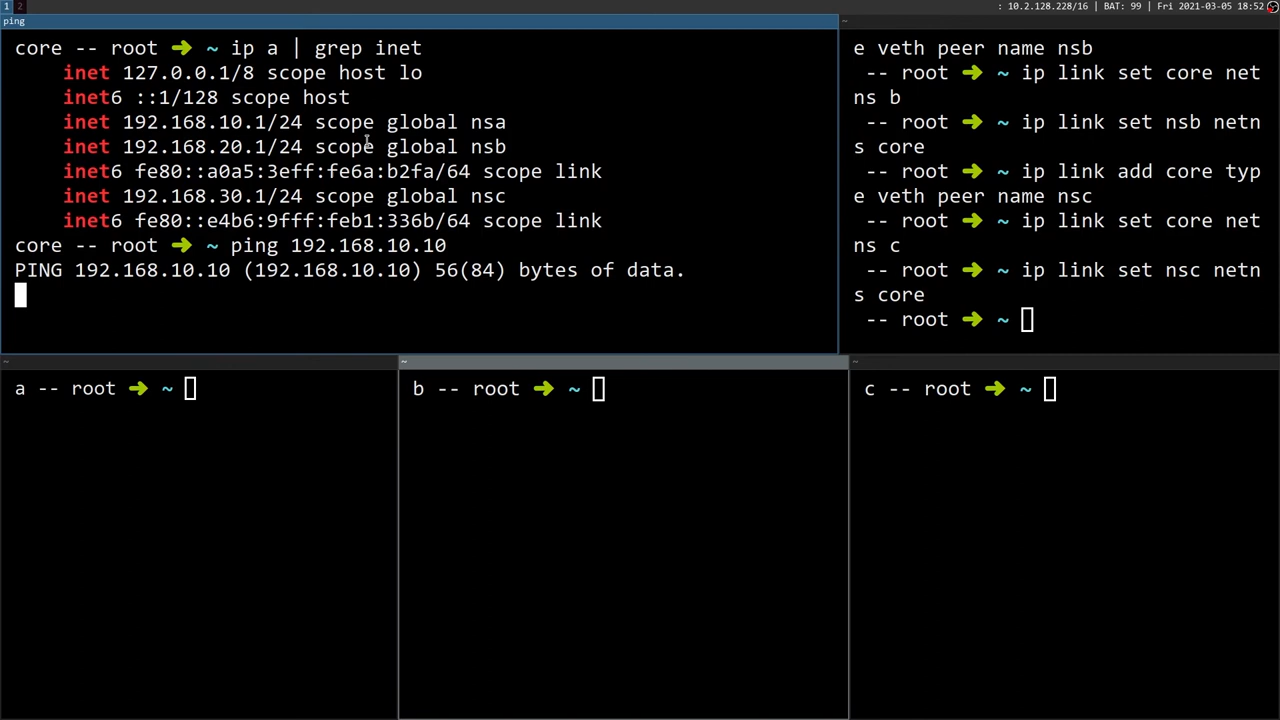 1 2
: 10.2.128.228/16 | BAT: 99 | Fri 2021-03-05 18:52
ping
core -- root ➜ ~ ip a | grep inet
inet 127.0.0.1/8 scope host lo
inet6 ::1/128 scope host
inet 192.168.10.1/24 scope global nsa
inet 192.168.20.1/24 scope global nsb
inet6 fe80::a0a5:3eff:fe6a:b2fa/64 scope link
inet 192.168.30.1/24 scope global nsc
inet6 fe80::e4b6:9fff:feb1:336b/64 scope link
core -- root ➜ ~ ping 192.168.10.10
PING 192.168.10.10 (192.168.10.10) 56(84) bytes of data.
~
e veth peer name nsb
-- root ➜ ~ ip link set core net
ns b
-- root ➜ ~ ip link set nsb netn
s core
-- root ➜ ~ ip link add core typ
e veth peer name nsc
-- root ➜ ~ ip link set core net
ns c
-- root ➜ ~ ip link set nsc netn
s core
-- root ➜ ~
~
a -- root ➜ ~
~
b -- root ➜ ~
~
c -- root ➜ ~